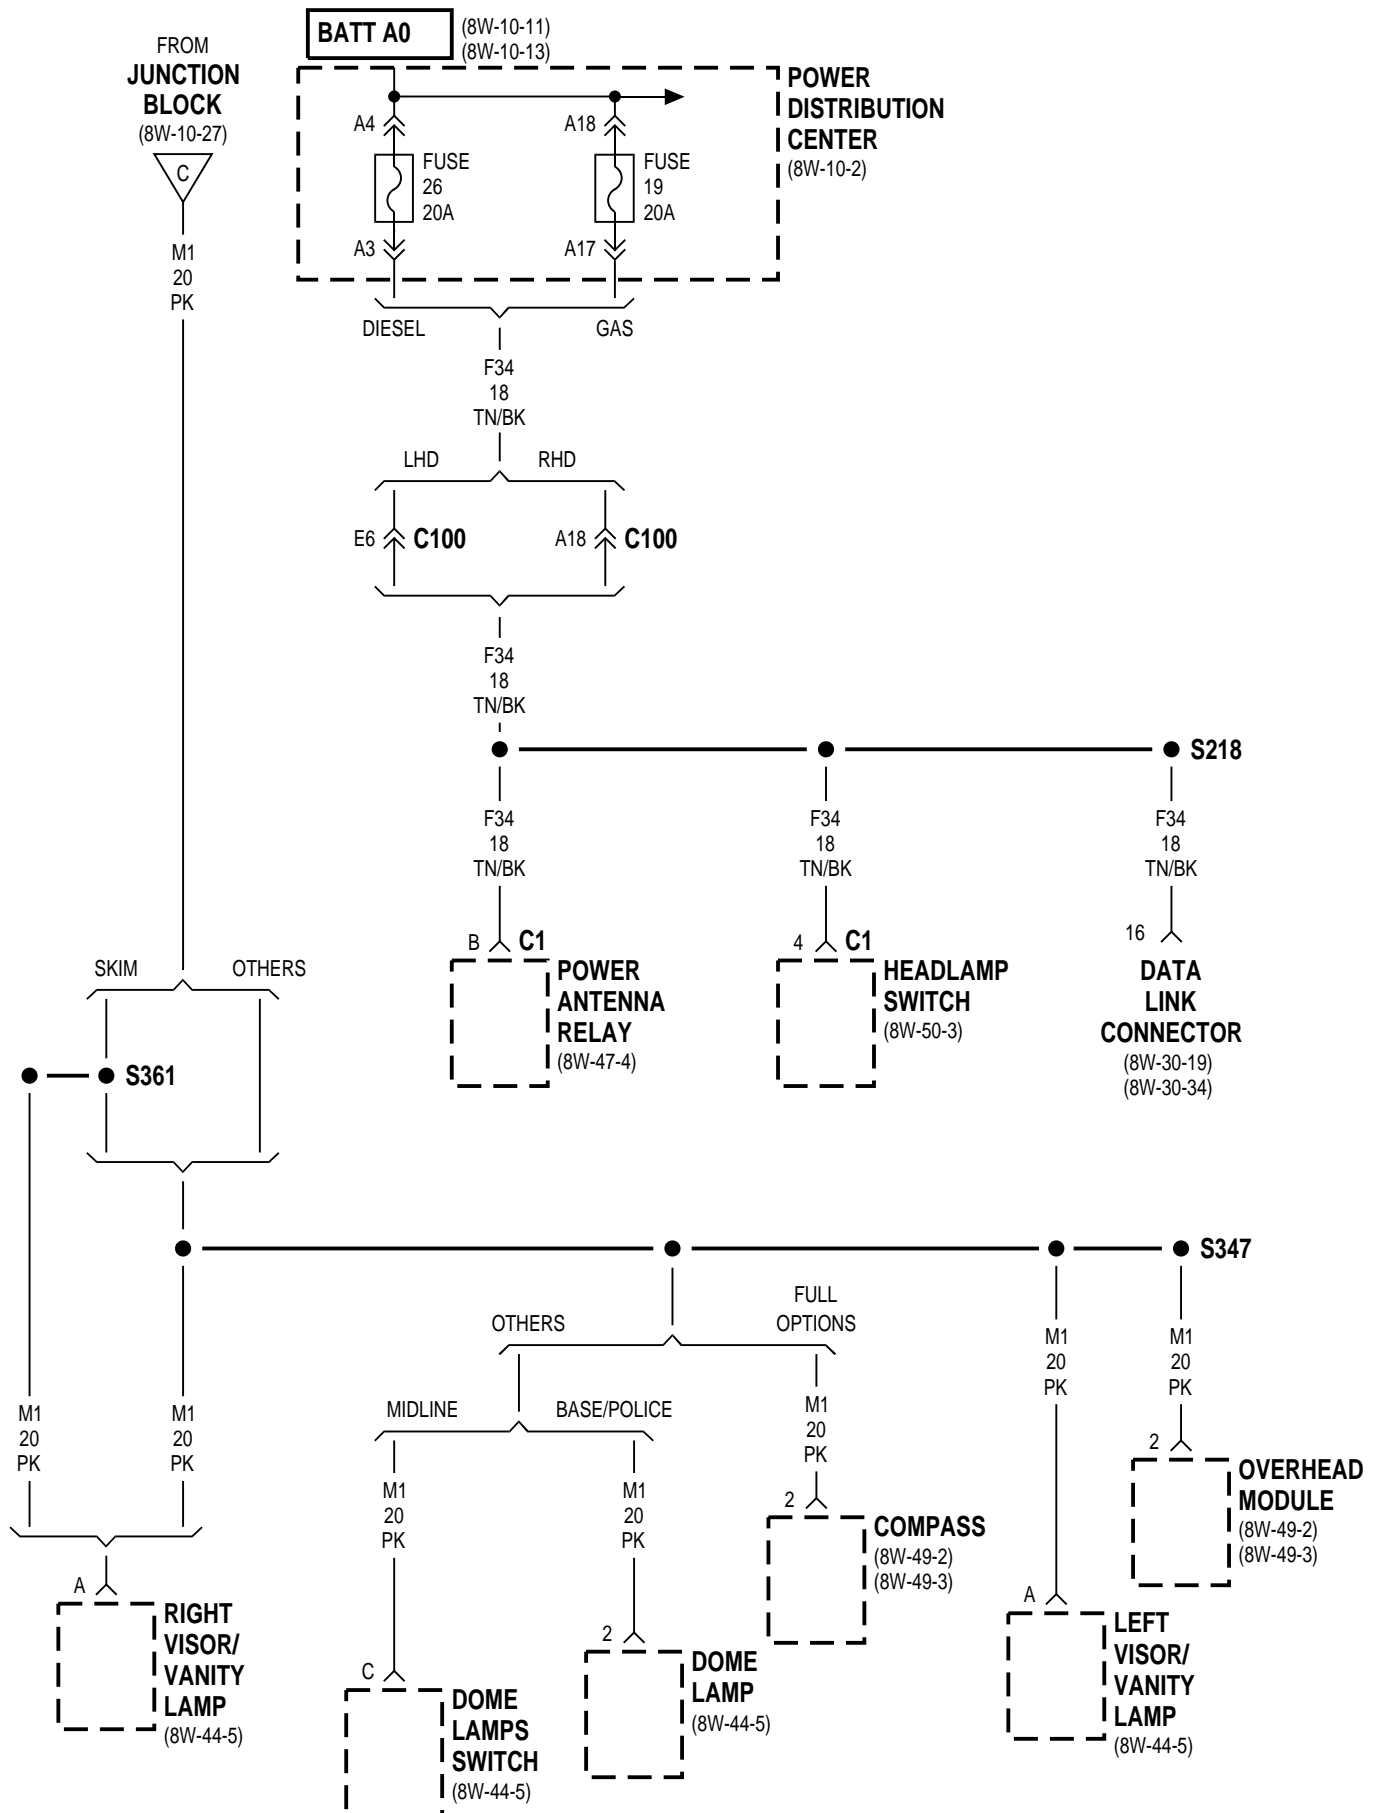 BATT A0
(8W-10-11)
(8W-10-13)
FROM
JUNCTION
BLOCK
(8W-10-27)
C
M1
20
PK
POWER
DISTRIBUTION
CENTER
(8W-10-2)
A4
FUSE
26
20A
A3
A18
FUSE
19
20A
A17
DIESEL
GAS
F34
18
TN/BK
LHD
RHD
E6
C100
A18
C100
F34
18
TN/BK
S218
F34
18
TN/BK
F34
18
TN/BK
F34
18
TN/BK
B
C1
POWER
ANTENNA
RELAY
(8W-47-4)
4
C1
HEADLAMP
SWITCH
(8W-50-3)
16
DATA
LINK
CONNECTOR
(8W-30-19)
(8W-30-34)
SKIM
OTHERS
S361
S347
M1
20
PK
M1
20
PK
A
RIGHT
VISOR/
VANITY
LAMP
(8W-44-5)
OTHERS
FULL
OPTIONS
MIDLINE
BASE/POLICE
M1
20
PK
C
DOME
LAMPS
SWITCH
(8W-44-5)
M1
20
PK
2
DOME
LAMP
(8W-44-5)
M1
20
PK
2
COMPASS
(8W-49-2)
(8W-49-3)
M1
20
PK
A
LEFT
VISOR/
VANITY
LAMP
(8W-44-5)
M1
20
PK
2
OVERHEAD
MODULE
(8W-49-2)
(8W-49-3)